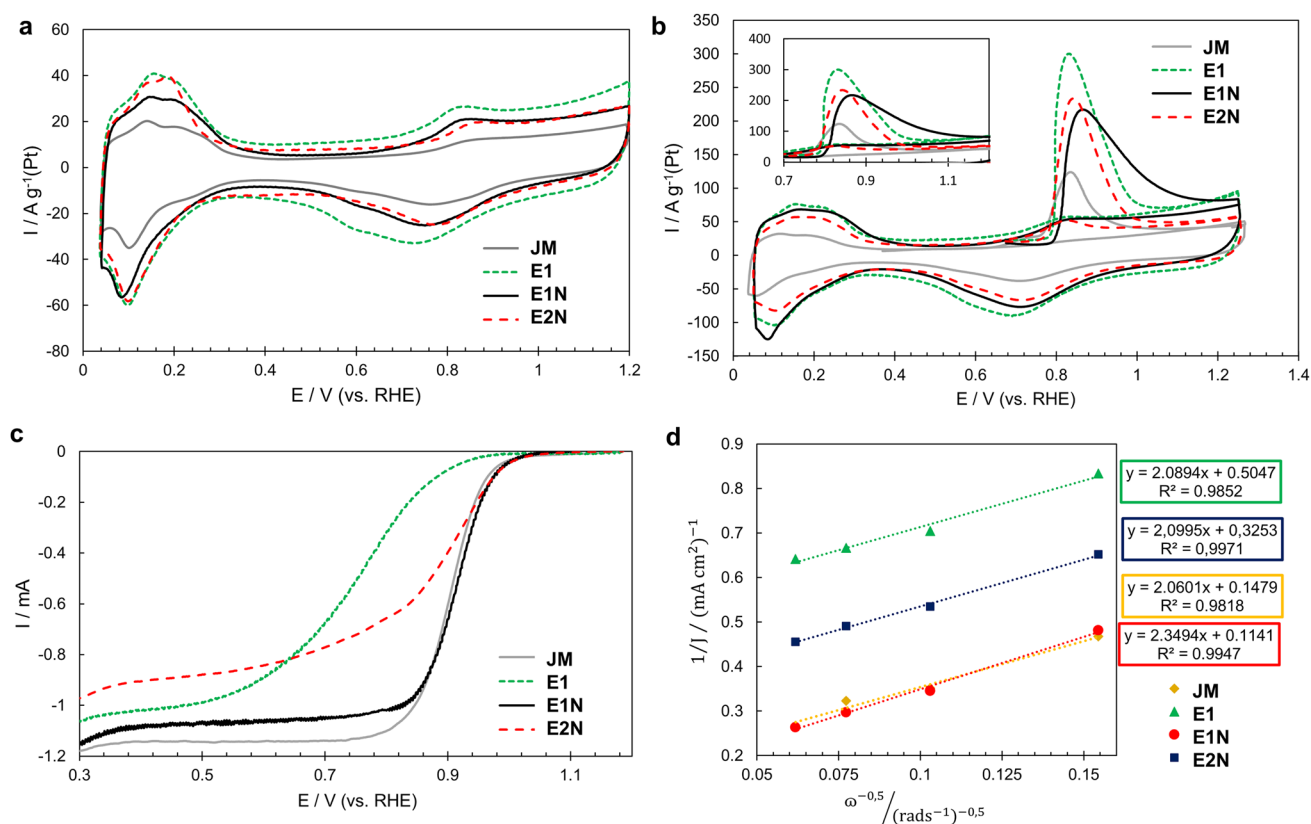 a
60
40
20
0
-20
-40
-60
-80
I / A g⁻¹(Pt)
0 0.2 0.4 0.6 0.8 1 1.2
E / V (vs. RHE)
JM
E1
E1N
E2N
b
350
300
250
200
150
100
50
0
-50
-100
-150
I / A g⁻¹(Pt)
400
300
200
100
0
0.7 0.9 1.1
0 0.2 0.4 0.6 0.8 1 1.2 1.4
E / V (vs. RHE)
JM
E1
E1N
E2N
c
0
-0.2
-0.4
-0.6
-0.8
-1
-1.2
I / mA
0.3 0.5 0.7 0.9 1.1
E / V (vs. RHE)
JM
E1
E1N
E2N
d
0.9
0.8
0.7
0.6
0.5
0.4
0.3
0.2
1/J / (mA cm²)⁻¹
0.05 0.075 0.1 0.125 0.15
ω⁻⁰,⁵/(rads⁻¹)⁻⁰,⁵
y = 2.0894x + 0.5047
R² = 0.9852
y = 2,0995x + 0,3253
R² = 0,9971
y = 2.0601x + 0.1479
R² = 0.9818
y = 2.3494x + 0.1141
R² = 0.9947
JM
E1
E1N
E2N